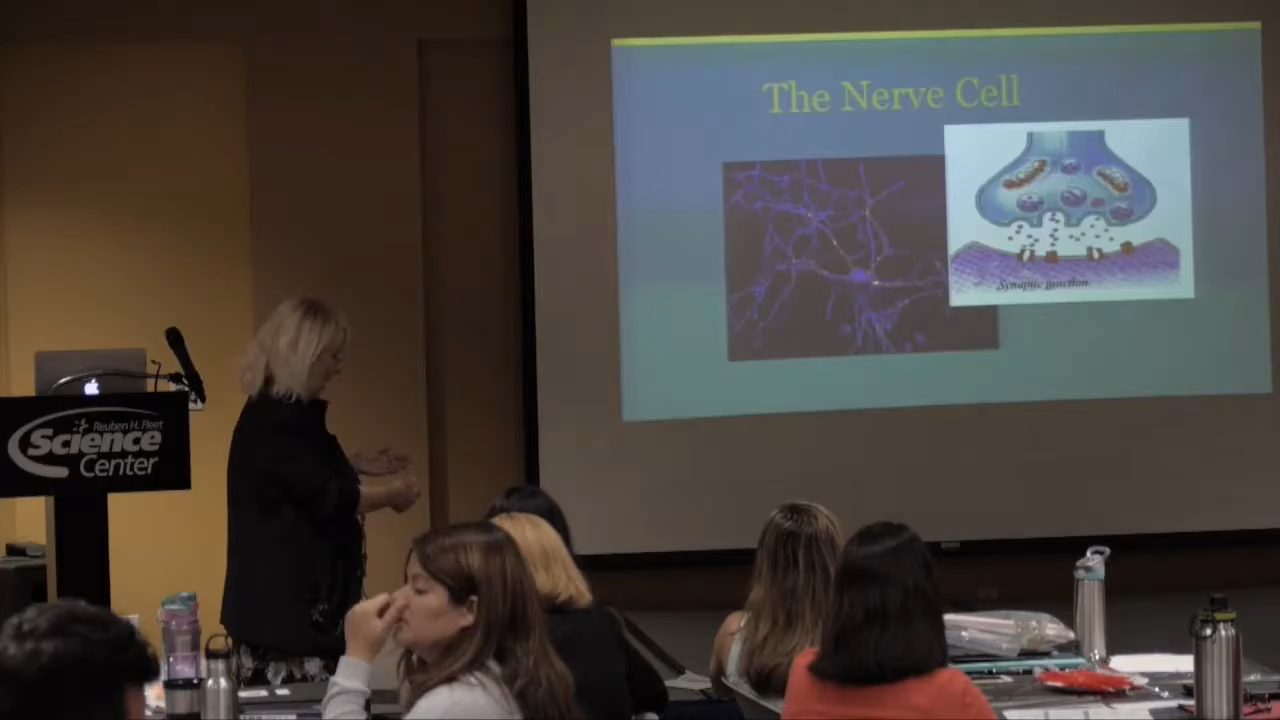 The Nerve Cell
Synaptic junction
Reuben H. Fleet
Science
Center